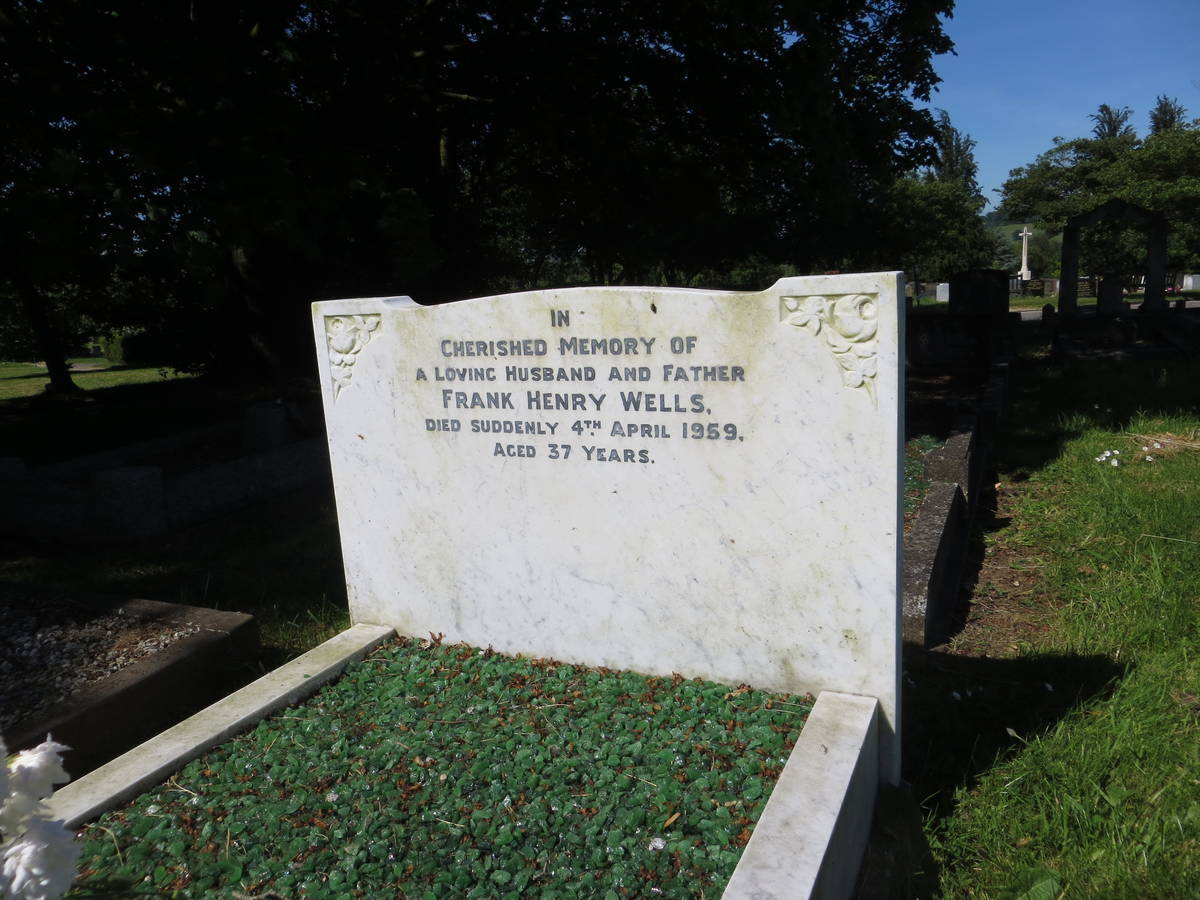 IN
CHERISHED MEMORY OF
A LOVING HUSBAND AND FATHER
FRANK HENRY WELLS,
DIED SUDDENLY 4TH APRIL 1959,
AGED 37 YEARS.